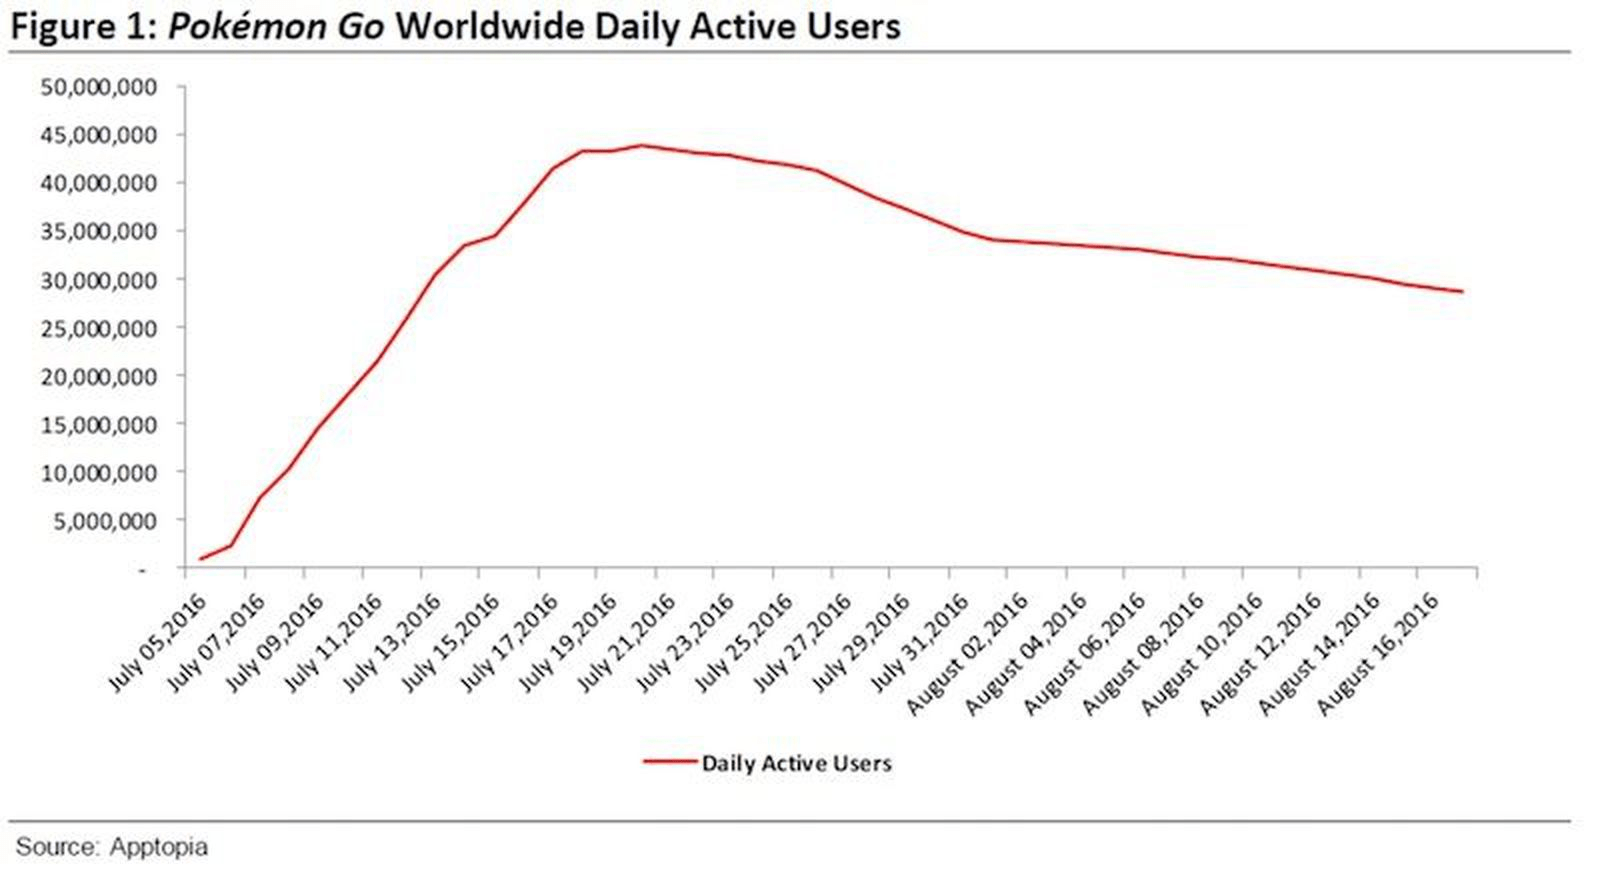 Figure 1: Pokémon Go Worldwide Daily Active Users
50,000,000
45,000,000
40,000,000
35,000,000
30,000,000
25,000,000
20,000,000
15,000,000
10,000,000
5,000,000
-
July 05,2016
July 07,2016
July 09,2016
July 11,2016
July 13,2016
July 15,2016
July 17,2016
July 19,2016
July 21,2016
July 23,2016
July 25,2016
July 27,2016
July 29,2016
July 31,2016
August 02,2016
August 04,2016
August 06,2016
August 08,2016
August 10,2016
August 12,2016
August 14,2016
August 16,2016
Daily Active Users
Source: Apptopia